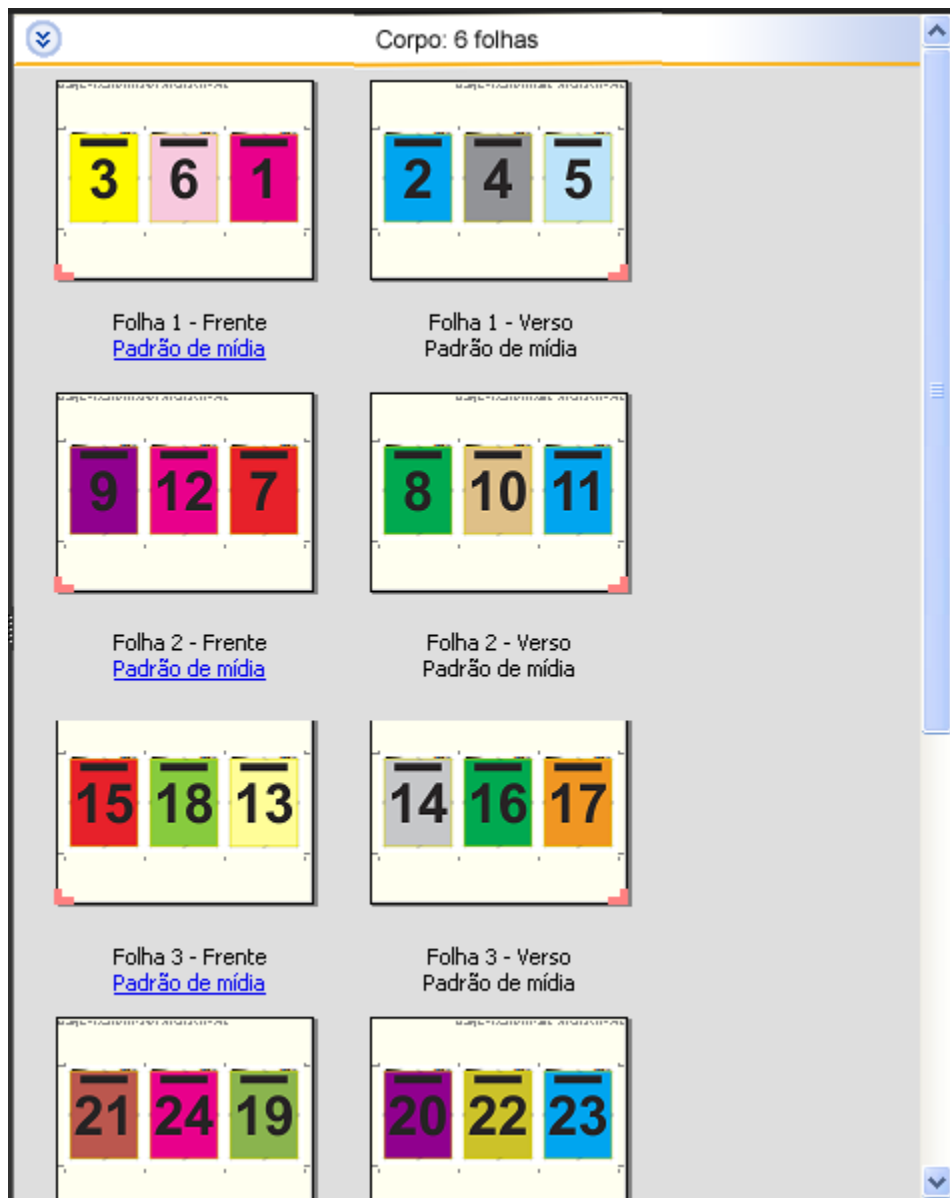 Corpo: 6 folhas
3 6 1
2 4 5
Folha 1 - Frente
Padrão de mídia
Folha 1 - Verso
Padrão de mídia
9 12 7
8 10 11
Folha 2 - Frente
Padrão de mídia
Folha 2 - Verso
Padrão de mídia
15 18 13
14 16 17
Folha 3 - Frente
Padrão de mídia
Folha 3 - Verso
Padrão de mídia
21 24 19
20 22 23